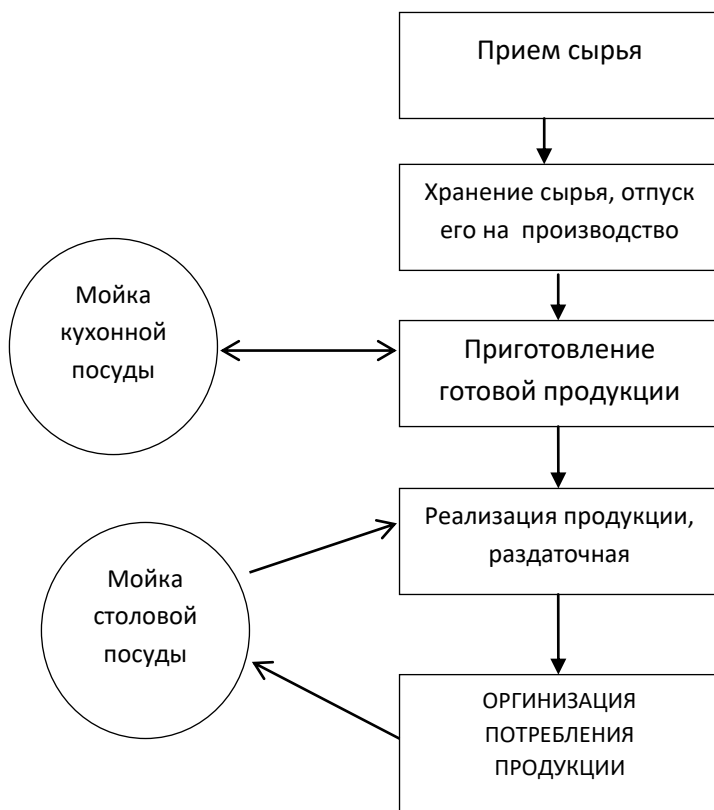 Прием сырья
Хранение сырья, отпуск
его на производство
Мойка
кухонной
посуды
Приготовление
готовой продукции
Реализация продукции,
раздаточная
Мойка
столовой
посуды
ОРГИНИЗАЦИЯ
ПОТРЕБЛЕНИЯ
ПРОДУКЦИИ